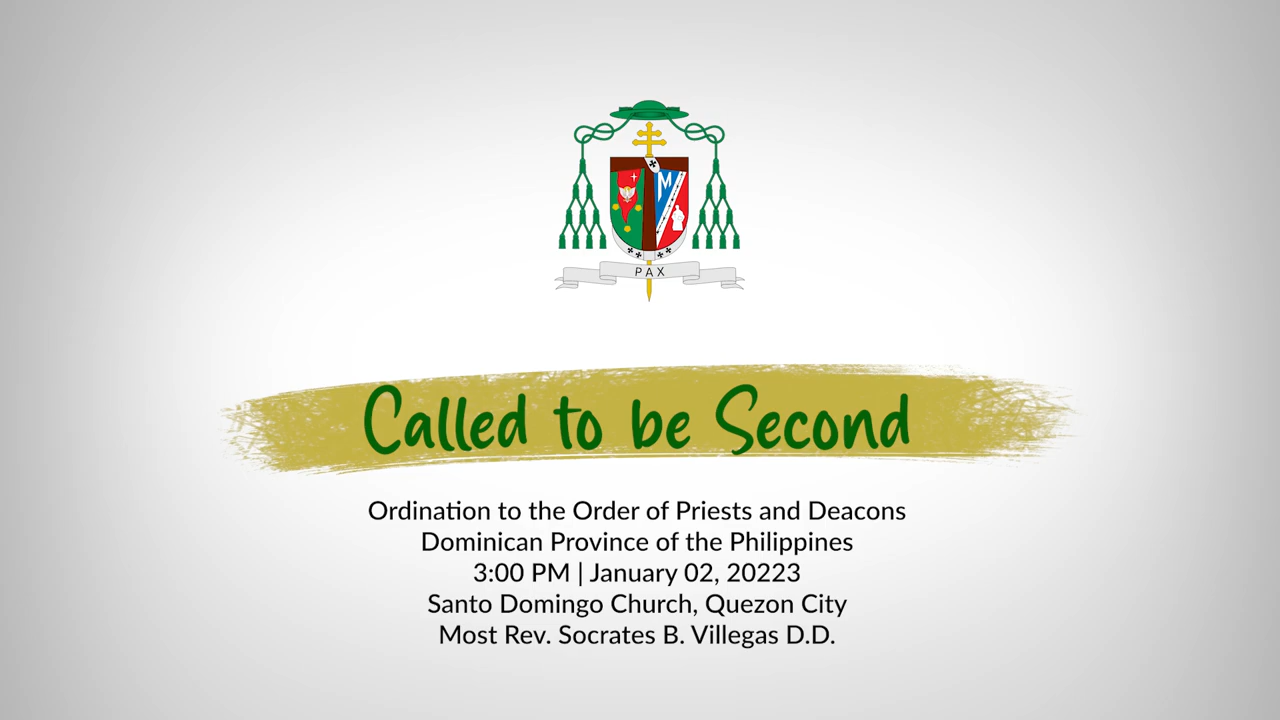 M
PAX
Called to be Second
Ordination to the Order of Priests and Deacons
Dominican Province of the Philippines
3:00 PM | January 02, 20223
Santo Domingo Church, Quezon City
Most Rev. Socrates B. Villegas D.D.